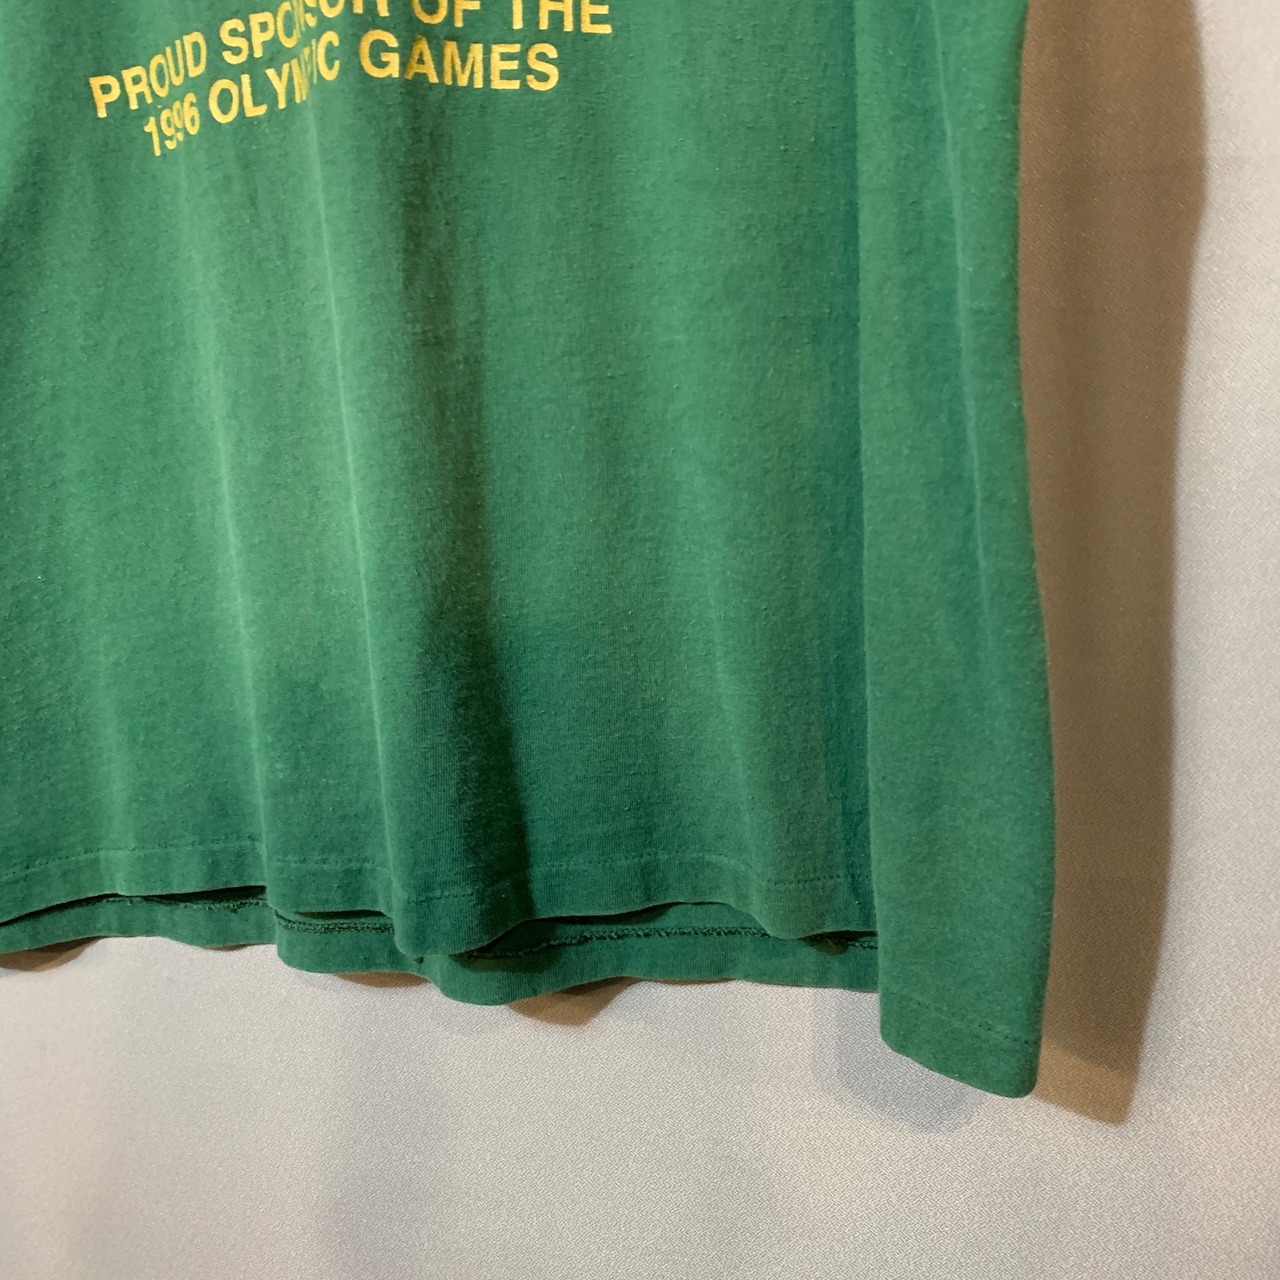 PROUD SPONSOR OF THE
1996 OLYMPIC GAMES